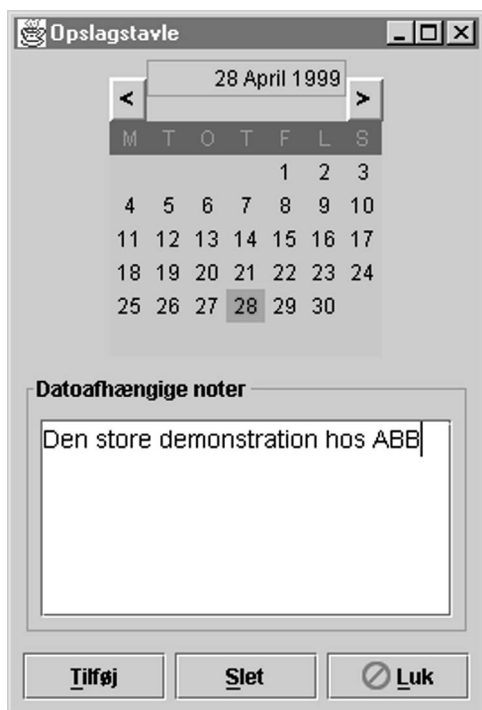 Opslagstavle
28 April 1999
< >
M T O T F L S
1 2 3
4 5 6 7 8 9 10
11 12 13 14 15 16 17
18 19 20 21 22 23 24
25 26 27 28 29 30
Datoafhængige noter
Den store demonstration hos ABB
Tilføj Slet Luk